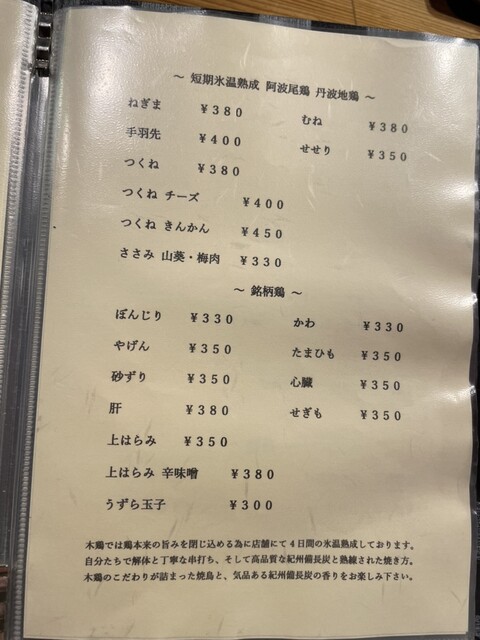 ～ 短期氷温熟成 阿波尾鶏 丹波地鶏 ～
ねぎま ￥３８０ むね ￥３８０
手羽先 ￥４００ せせり ￥３５０
つくね ￥３８０
つくね チーズ ￥４００
つくね きんかん ￥４５０
ささみ 山葵・梅肉 ￥３３０
～ 銘柄鶏 ～
ぼんじり ￥３３０ かわ ￥３３０
やげん ￥３５０ たまひも ￥３５０
砂ずり ￥３５０ 心臓 ￥３５０
肝 ￥３８０ せぎも ￥３５０
上はらみ ￥３５０
上はらみ 辛味噌 ￥３８０
うずら玉子 ￥３００
木鶏では鶏本来の旨みを閉じ込める為に店舗にて４日間の氷温熟成しております。
自分たちで解体と丁寧な串打ち、そして高品質な紀州備長炭と熟練された焼き方。
木鶏のこだわりが詰まった焼鳥と、気品ある紀州備長炭の香りをお楽しみ下さい。